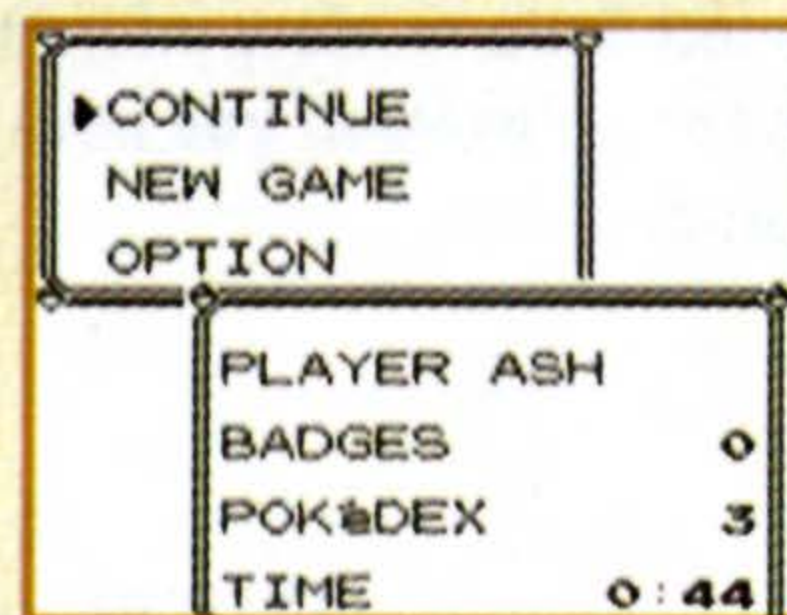 ▶CONTINUE
NEW GAME
OPTION
PLAYER ASH
BADGES 0
POKéDEX 3
TIME 0:44